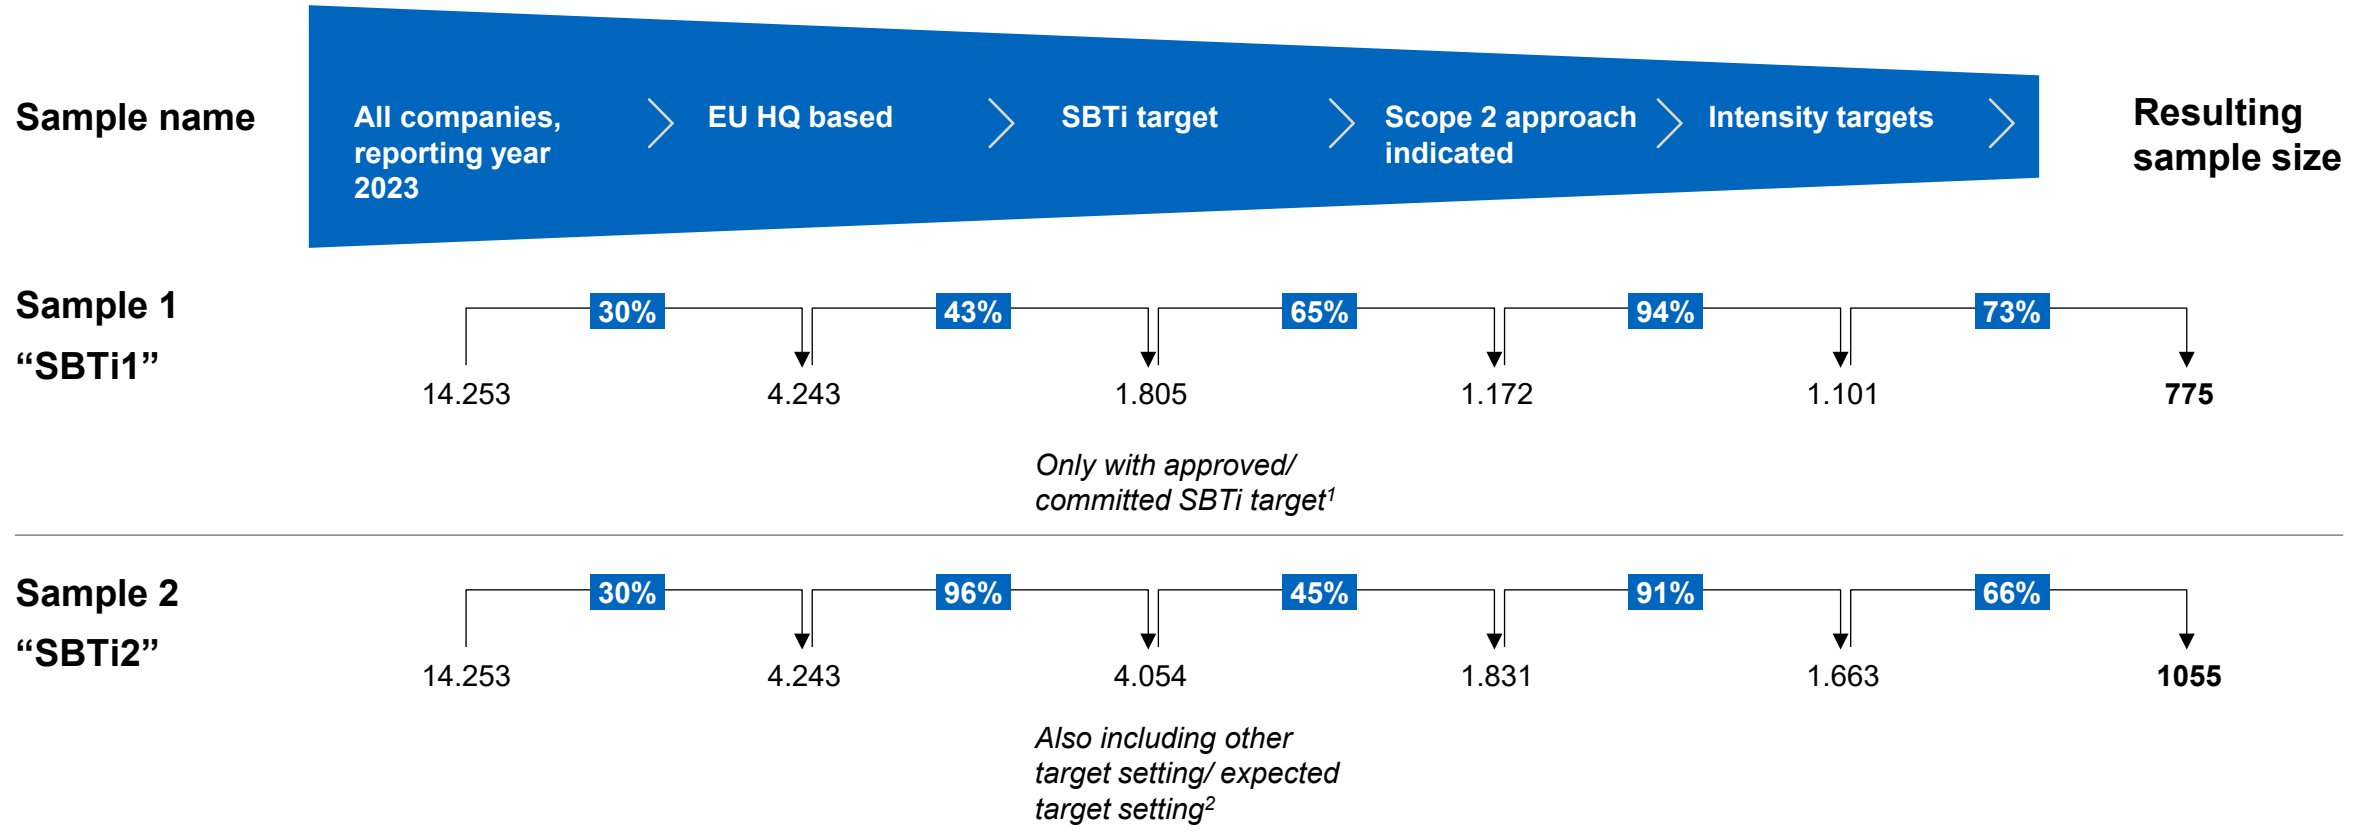 Sample name
All companies,
reporting year
2023
EU HQ based
SBTi target
Scope 2 approach
indicated
Intensity targets
Resulting
sample size
Sample 1
“SBTi1”
30%
43%
65%
94%
73%
14.253
4.243
1.805
1.172
1.101
775
Only with approved/
committed SBTi target¹
Sample 2
“SBTi2”
30%
96%
45%
91%
66%
14.253
4.243
4.054
1.831
1.663
1055
Also including other
target setting/ expected
target setting²